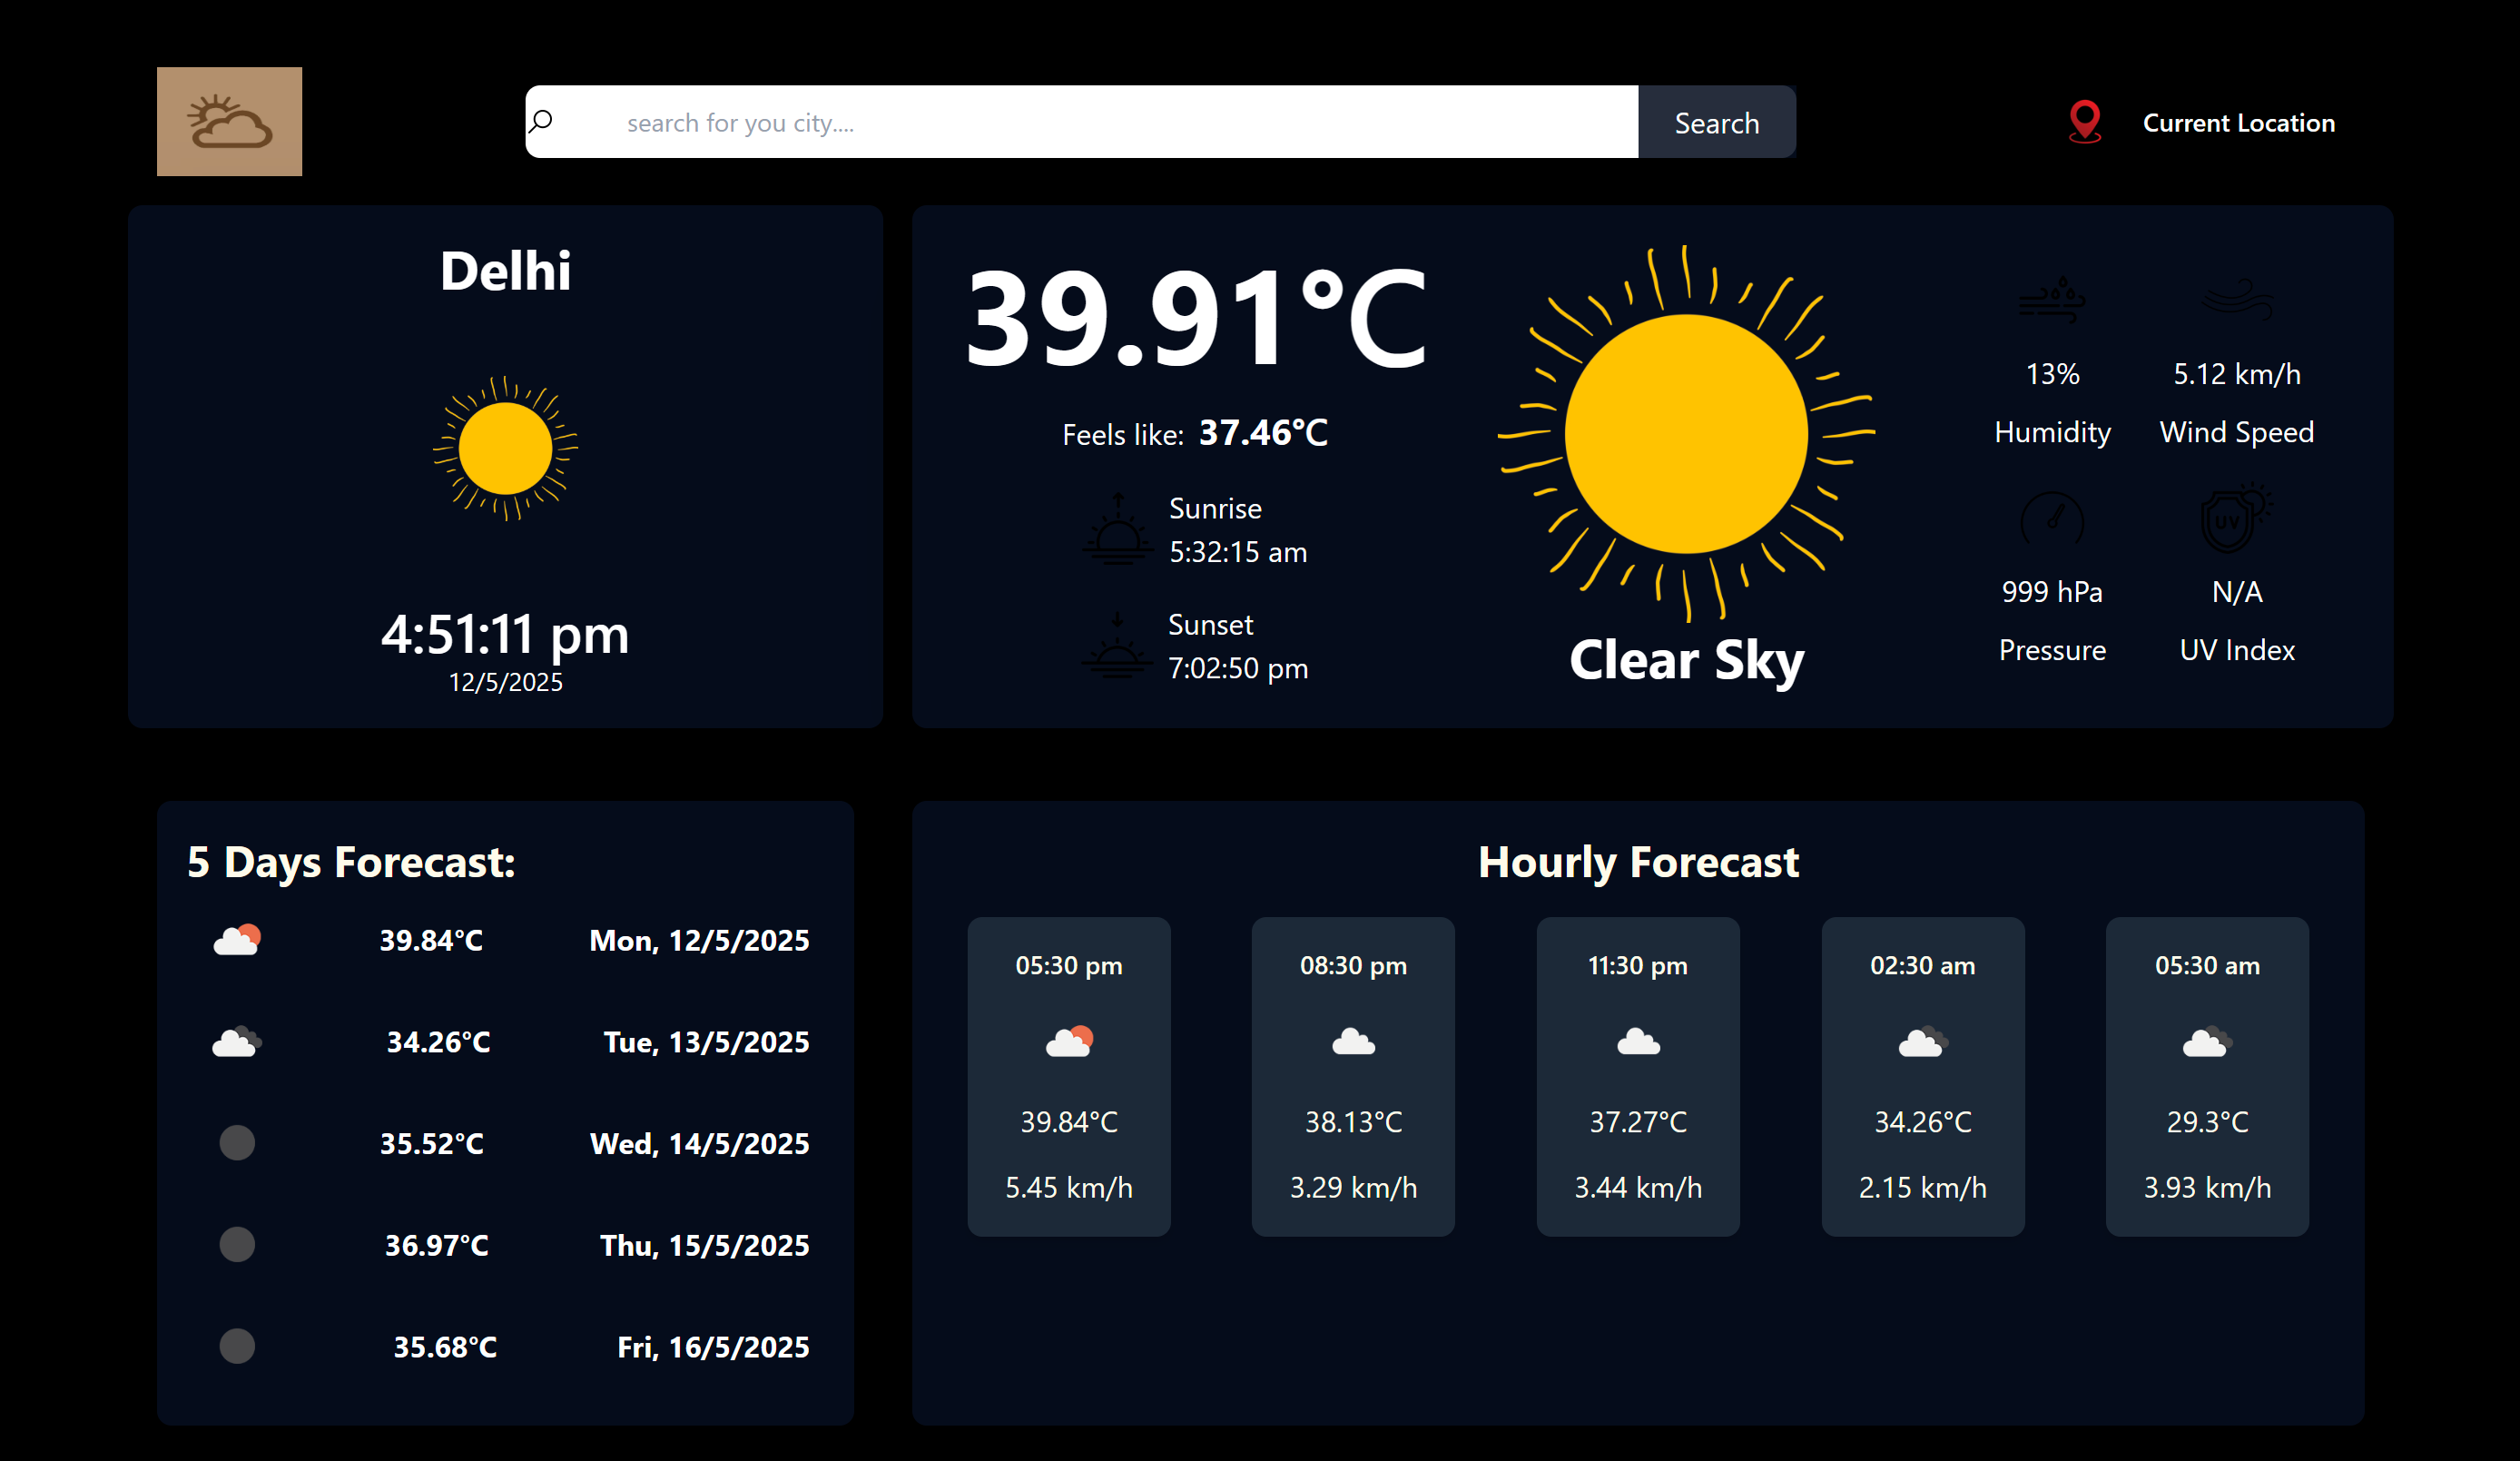 search for you city....
Search
Current Location
Delhi
4:51:11 pm
12/5/2025
39.91°C
Feels like: 37.46°C
Sunrise
5:32:15 am
Sunset
7:02:50 pm
Clear Sky
13%
Humidity
5.12 km/h
Wind Speed
999 hPa
Pressure
UV
N/A
UV Index
5 Days Forecast:
39.84°C Mon, 12/5/2025
34.26°C Tue, 13/5/2025
35.52°C Wed, 14/5/2025
36.97°C Thu, 15/5/2025
35.68°C Fri, 16/5/2025
Hourly Forecast
05:30 pm
39.84°C
5.45 km/h
08:30 pm
38.13°C
3.29 km/h
11:30 pm
37.27°C
3.44 km/h
02:30 am
34.26°C
2.15 km/h
05:30 am
29.3°C
3.93 km/h